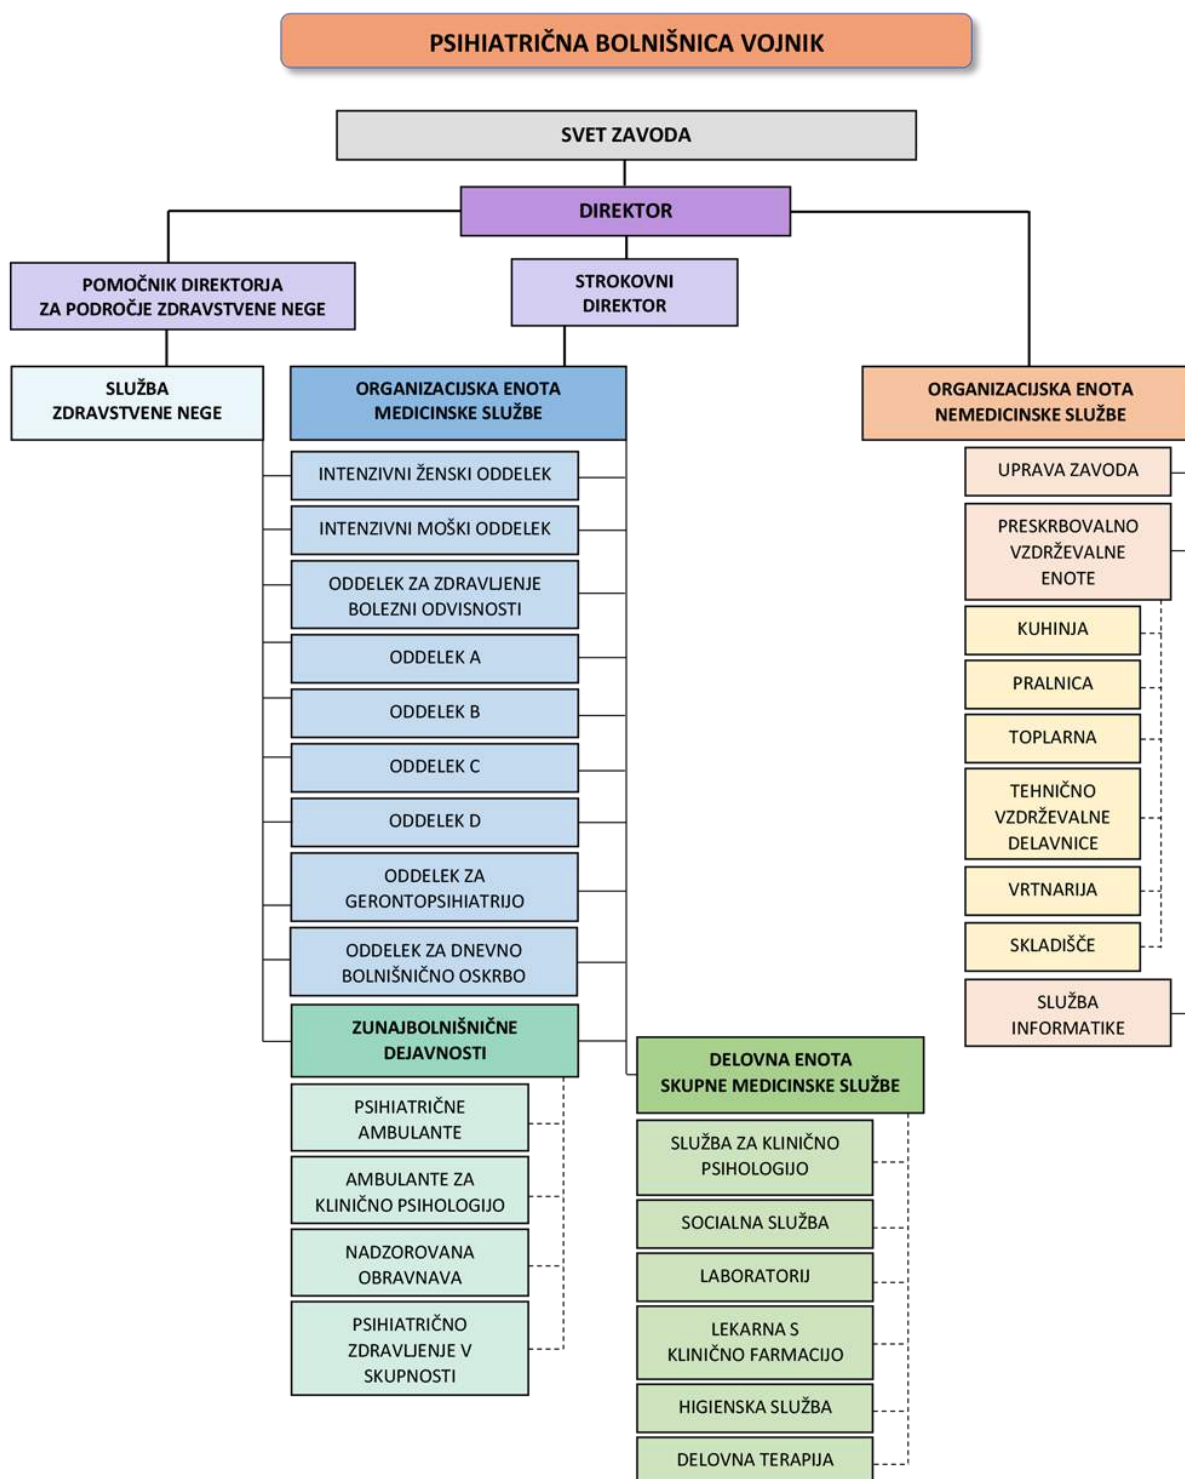 PSIHIATRIČNA BOLNIŠNICA VOJNIK
SVET ZAVODA
DIREKTOR
POMOČNIK DIREKTORJA
ZA PODROČJE ZDRAVSTVENE NEGE
STROKOVNI
DIREKTOR
SLUŽBA
ZDRAVSTVENE NEGE
ORGANIZACIJSKA ENOTA
MEDICINSKE SLUŽBE
ORGANIZACIJSKA ENOTA
NEMEDICINSKE SLUŽBE
INTENZIVNI ŽENSKI ODDELEK
INTENZIVNI MOŠKI ODDELEK
ODDELEK ZA ZDRAVLJENJE
BOLEZNI ODVISNOSTI
ODDELEK A
ODDELEK B
ODDELEK C
ODDELEK D
ODDELEK ZA
GERONTOPSIHIATRIJO
ODDELEK ZA DNEVNO
BOLNIŠNIČNO OSKRBO
ZUNAJBOLNIŠNIČNE
DEJAVNOSTI
PSIHIATRIČNE
AMBULANTE
AMBULANTE ZA
KLINIČNO PSIHOLOGIJO
NADZOROVANA
OBRAVNAVA
PSIHIATRIČNO
ZDRAVLJENJE V
SKUPNOSTI
DELOVNA ENOTA
SKUPNE MEDICINSKE SLUŽBE
SLUŽBA ZA KLINIČNO
PSIHOLOGIJO
SOCIALNA SLUŽBA
LABORATORIJ
LEKARNA S
KLINIČNO FARMACIJO
HIGIENSKA SLUŽBA
DELOVNA TERAPIJA
UPRAVA ZAVODA
PRESKRBOVALNO
VZDRŽEVALNE
ENOTE
KUHINJA
PRALNICA
TOPLARNA
TEHNIČNO
VZDRŽEVALNE
DELAVNICE
VRTNARIJA
SKLADIŠČE
SLUŽBA
INFORMATIKE